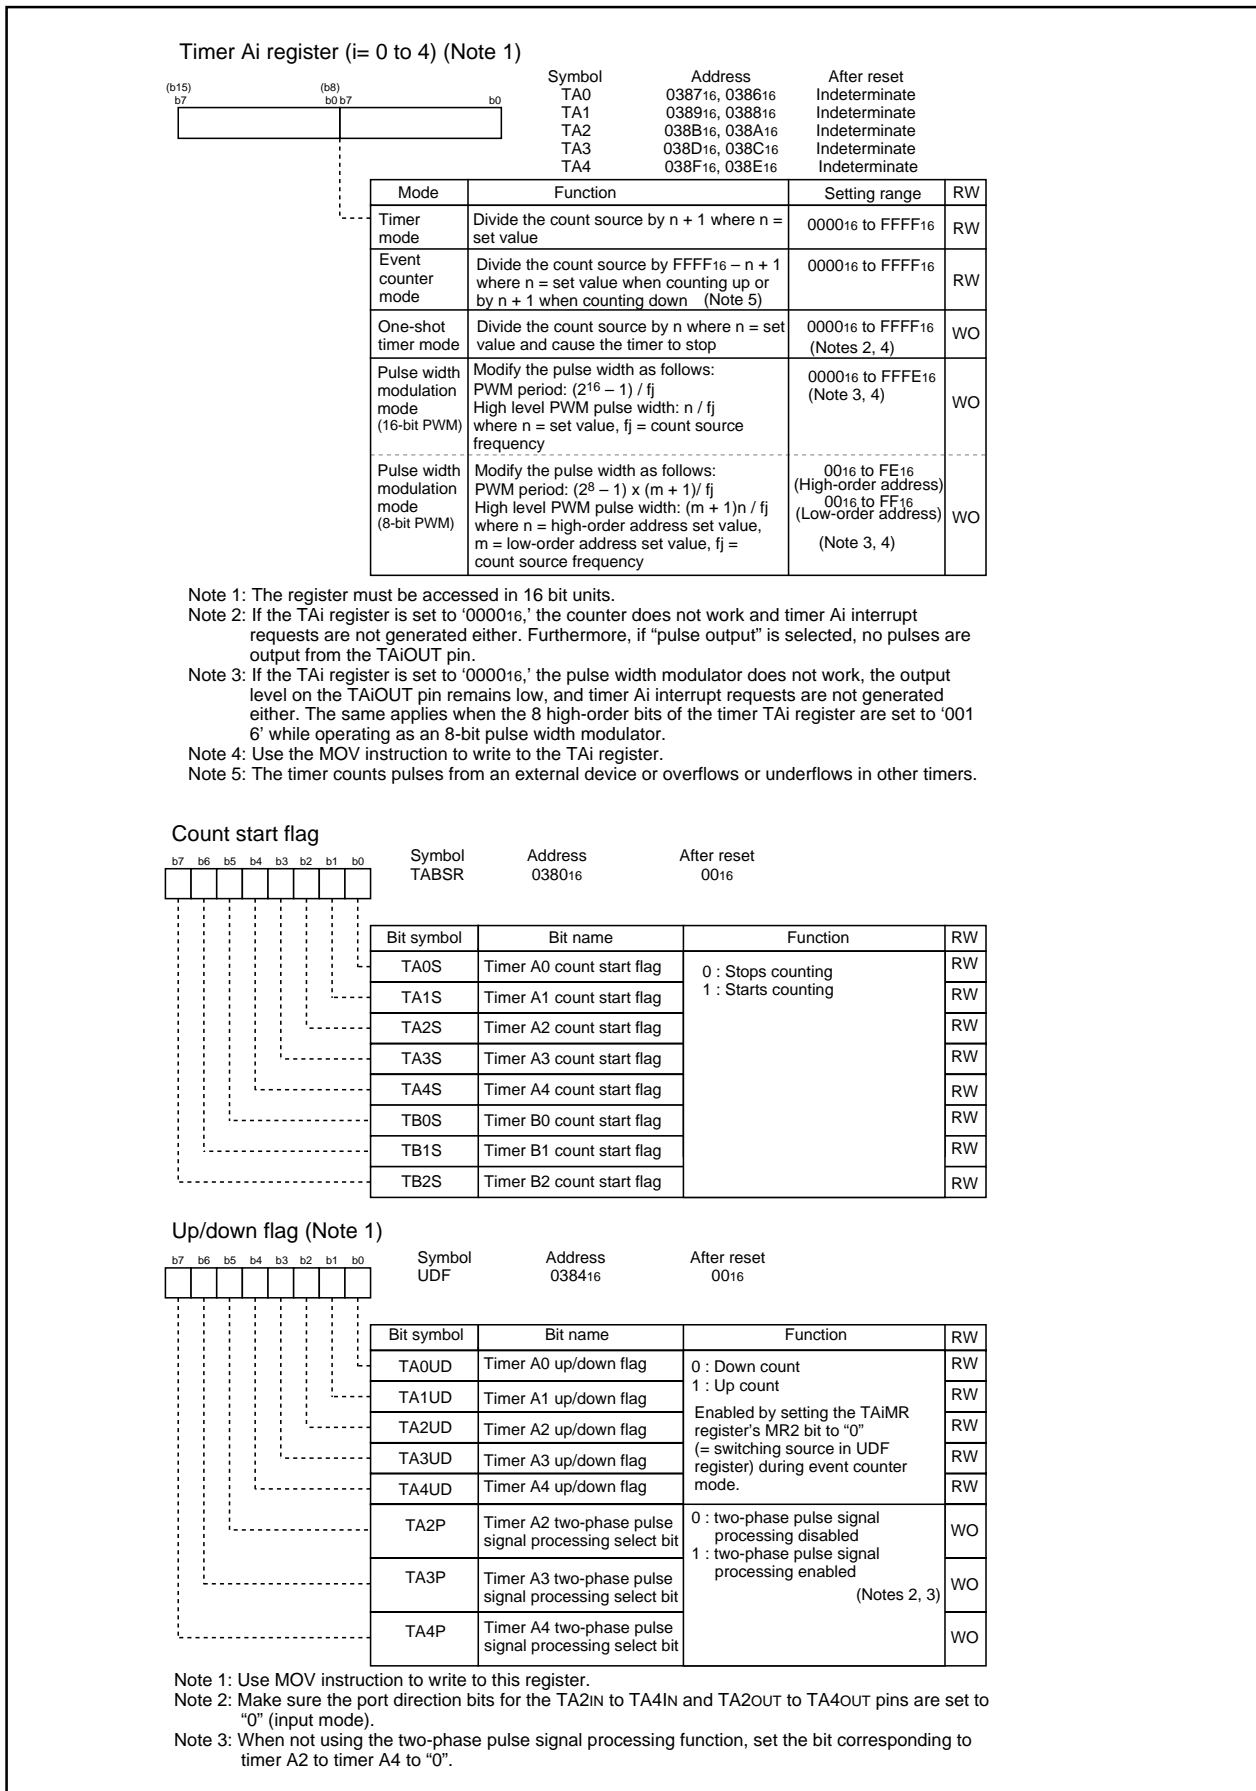 Timer Ai register (i= 0 to 4) (Note 1)
Symbol Address After reset
TA0 038716, 038616 Indeterminate
TA1 038916, 038816 Indeterminate
TA2 038B16, 038A16 Indeterminate
TA3 038D16, 038C16 Indeterminate
TA4 038F16, 038E16 Indeterminate
(b15) (b8)
b7 b0 b7 b0
Mode Function Setting range RW
Timer mode Divide the count source by n + 1 where n = set value 000016 to FFFF16 RW
Event counter mode Divide the count source by FFFF16 – n + 1 where n = set value when counting up or by n + 1 when counting down (Note 5) 000016 to FFFF16 RW
One-shot timer mode Divide the count source by n where n = set value and cause the timer to stop 000016 to FFFF16 (Notes 2, 4) WO
Pulse width modulation mode (16-bit PWM) Modify the pulse width as follows: PWM period: (2^16 – 1) / fj High level PWM pulse width: n / fj where n = set value, fj = count source frequency 000016 to FFFE16 (Note 3, 4) WO
Pulse width modulation mode (8-bit PWM) Modify the pulse width as follows: PWM period: (2^8 – 1) x (m + 1)/ fj High level PWM pulse width: (m + 1)n / fj where n = high-order address set value, m = low-order address set value, fj = count source frequency 0016 to FE16 (High-order address) 0016 to FF16 (Low-order address) (Note 3, 4) WO
Note 1: The register must be accessed in 16 bit units.
Note 2: If the TAi register is set to ‘000016,’ the counter does not work and timer Ai interrupt
requests are not generated either. Furthermore, if “pulse output” is selected, no pulses are
output from the TAiOUT pin.
Note 3: If the TAi register is set to ‘000016,’ the pulse width modulator does not work, the output
level on the TAiOUT pin remains low, and timer Ai interrupt requests are not generated
either. The same applies when the 8 high-order bits of the timer TAi register are set to ‘001
6’ while operating as an 8-bit pulse width modulator.
Note 4: Use the MOV instruction to write to the TAi register.
Note 5: The timer counts pulses from an external device or overflows or underflows in other timers.
Count start flag
Symbol Address After reset
TABSR 038016 0016
b7 b6 b5 b4 b3 b2 b1 b0
Bit symbol Bit name Function RW
TA0S Timer A0 count start flag 0 : Stops counting RW
TA1S Timer A1 count start flag 1 : Starts counting RW
TA2S Timer A2 count start flag RW
TA3S Timer A3 count start flag RW
TA4S Timer A4 count start flag RW
TB0S Timer B0 count start flag RW
TB1S Timer B1 count start flag RW
TB2S Timer B2 count start flag RW
Up/down flag (Note 1)
Symbol Address After reset
UDF 038416 0016
b7 b6 b5 b4 b3 b2 b1 b0
Bit symbol Bit name Function RW
TA0UD Timer A0 up/down flag RW
TA1UD Timer A1 up/down flag RW
TA2UD Timer A2 up/down flag RW
TA3UD Timer A3 up/down flag RW
TA4UD Timer A4 up/down flag RW
0 : Down count
1 : Up count
Enabled by setting the TAiMR
register’s MR2 bit to “0”
(= switching source in UDF
register) during event counter
mode.
TA2P Timer A2 two-phase pulse signal processing select bit WO
TA3P Timer A3 two-phase pulse signal processing select bit WO
TA4P Timer A4 two-phase pulse signal processing select bit WO
0 : two-phase pulse signal
processing disabled
1 : two-phase pulse signal
processing enabled
(Notes 2, 3)
Note 1: Use MOV instruction to write to this register.
Note 2: Make sure the port direction bits for the TA2IN to TA4IN and TA2OUT to TA4OUT pins are set to
“0” (input mode).
Note 3: When not using the two-phase pulse signal processing function, set the bit corresponding to
timer A2 to timer A4 to “0”.